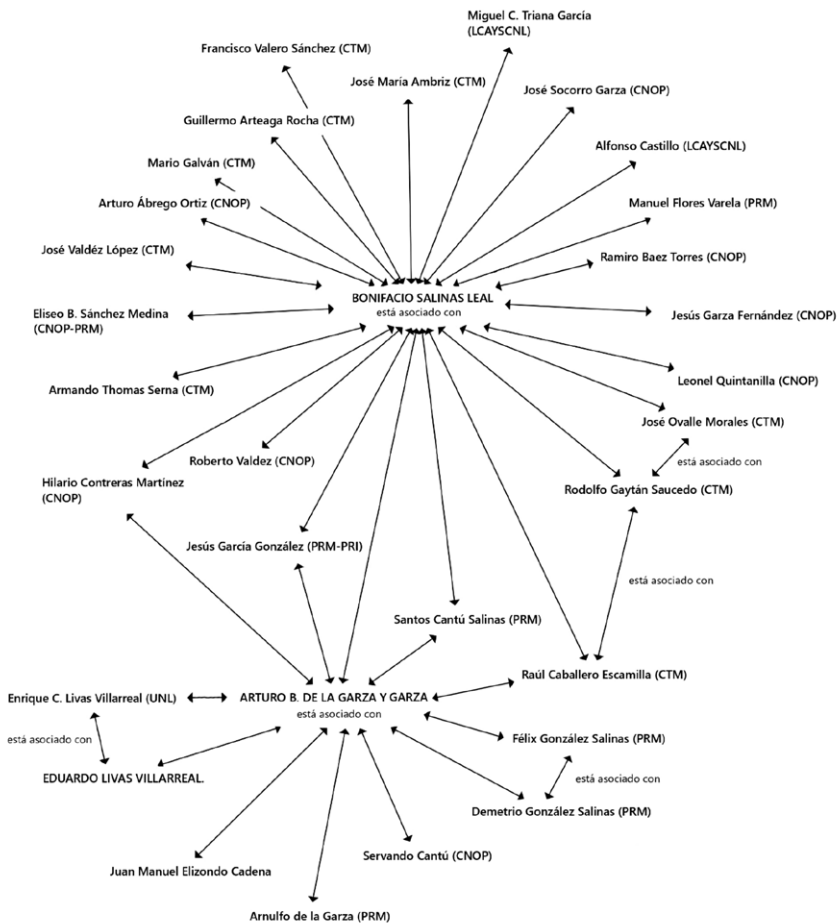 Miguel C. Triana García
(LCAYSCNL)
Francisco Valero Sánchez (CTM)
José María Ambriz (CTM)
José Socorro Garza (CNOP)
Guillermo Arteaga Rocha (CTM)
Alfonso Castillo (LCAYSCNL)
Mario Galván (CTM)
Arturo Ábrego Ortiz (CNOP)
Manuel Flores Varela (PRM)
José Valdéz López (CTM)
Ramiro Baez Torres (CNOP)
BONIFACIO SALINAS LEAL
está asociado con
Eliseo B. Sánchez Medina
(CNOP-PRM)
Jesús Garza Fernández (CNOP)
Armando Thomas Serna (CTM)
Leonel Quintanilla (CNOP)
José Ovalle Morales (CTM)
Roberto Valdez (CNOP)
está asociado con
Hilario Contreras Martínez
(CNOP)
Rodolfo Gaytán Saucedo (CTM)
Jesús García González (PRM-PRI)
está asociado con
Santos Cantú Salinas (PRM)
Raúl Caballero Escamilla (CTM)
Enrique C. Livas Villarreal (UNL)
ARTURO B. DE LA GARZA Y GARZA
está asociado con
está asociado con
Félix González Salinas (PRM)
EDUARDO LIVAS VILLARREAL.
está asociado con
Demetrio González Salinas (PRM)
Servando Cantú (CNOP)
Juan Manuel Elizondo Cadena
Arnulfo de la Garza (PRM)